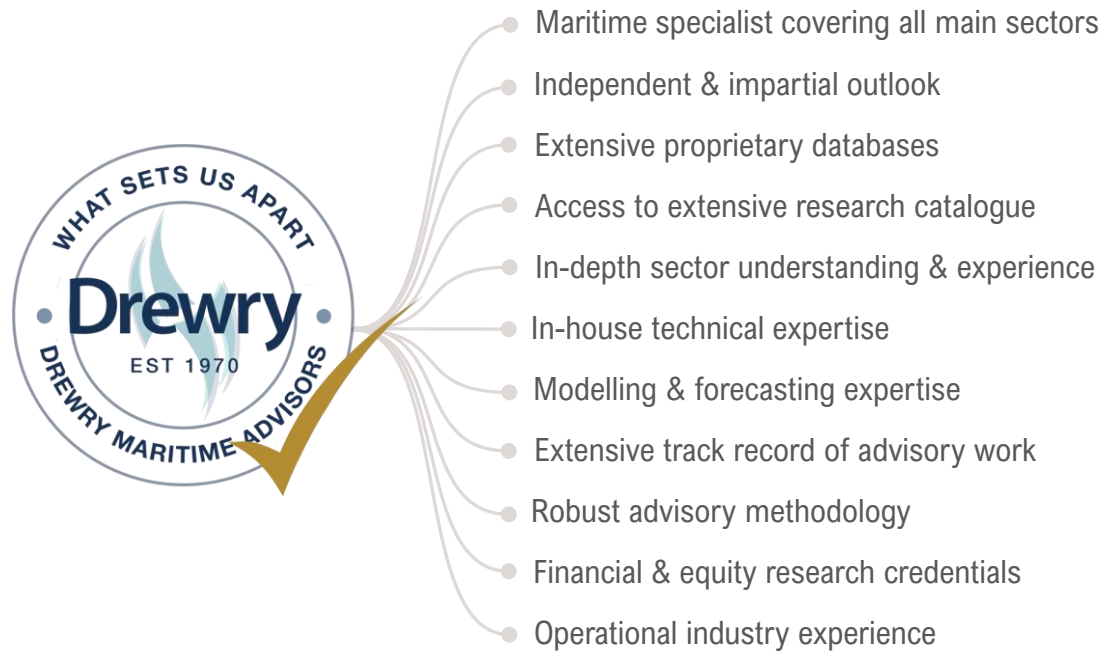 WHAT SETS US APART
Drewry
EST 1970
DREWRY MARITIME ADVISORS
Maritime specialist covering all main sectors
Independent & impartial outlook
Extensive proprietary databases
Access to extensive research catalogue
In-depth sector understanding & experience
In-house technical expertise
Modelling & forecasting expertise
Extensive track record of advisory work
Robust advisory methodology
Financial & equity research credentials
Operational industry experience